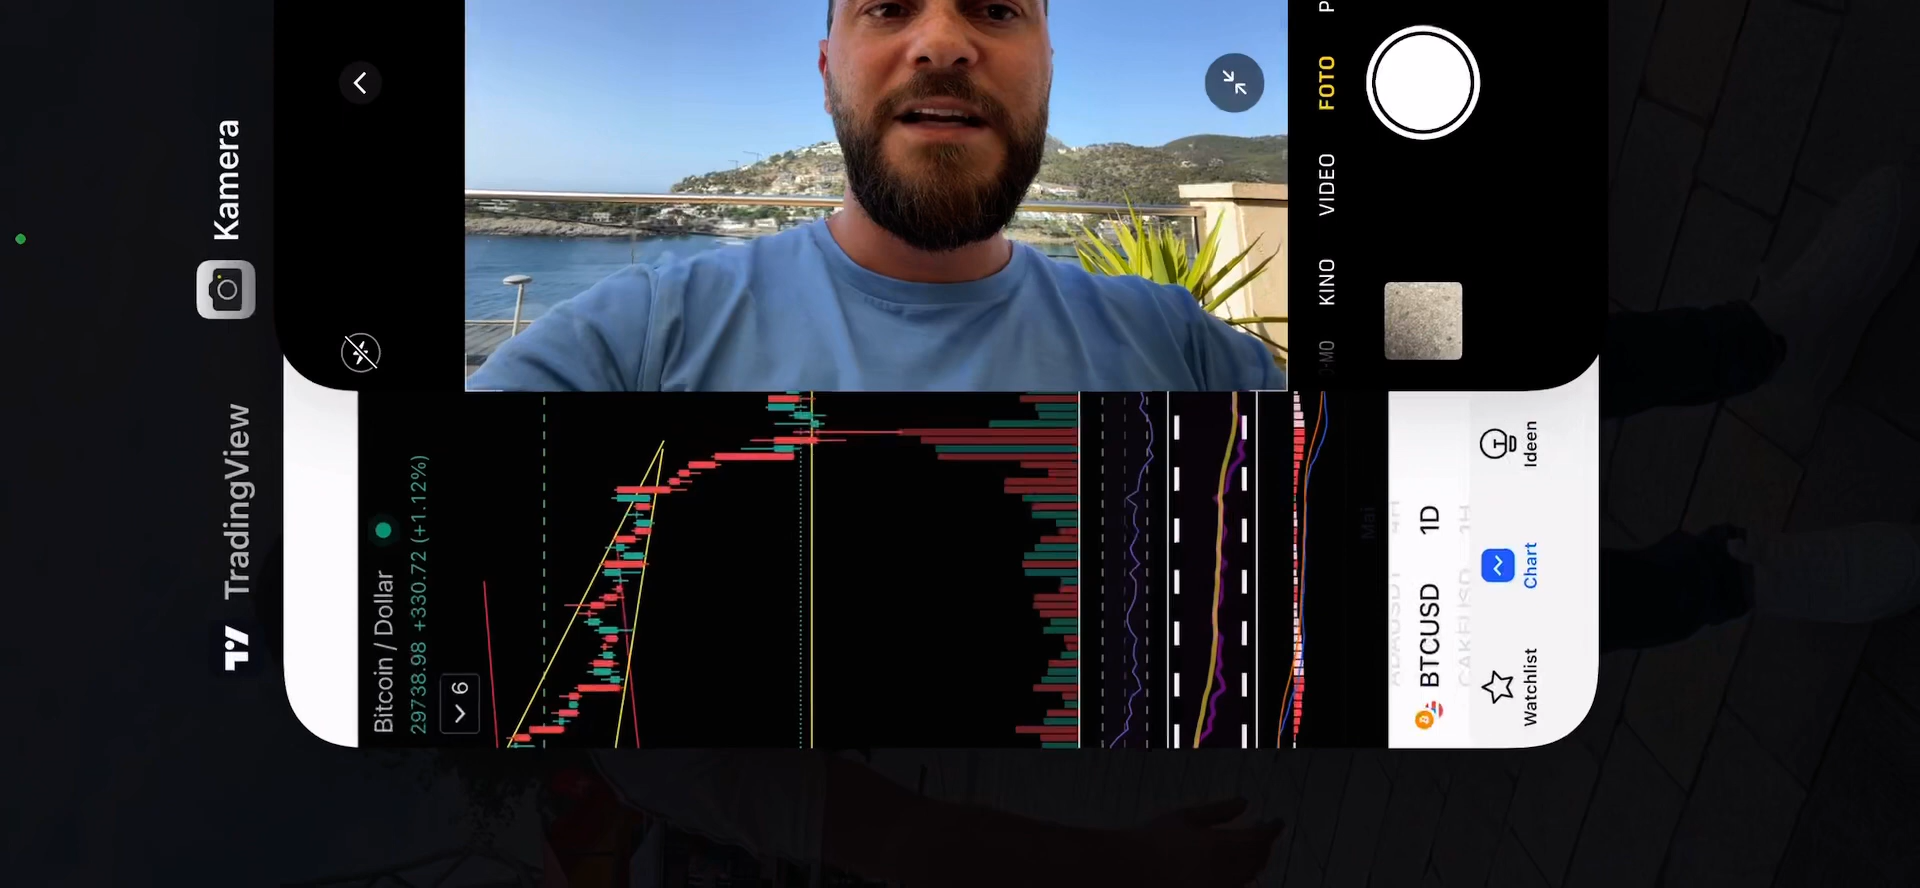 Kamera
TradingView
P
FOTO
VIDEO
KINO
Bitcoin / Dollar
29738.98 +330.72 (+1.12%)
6
Mai
BTCUSD 1D
Watchlist
Chart
Ideen